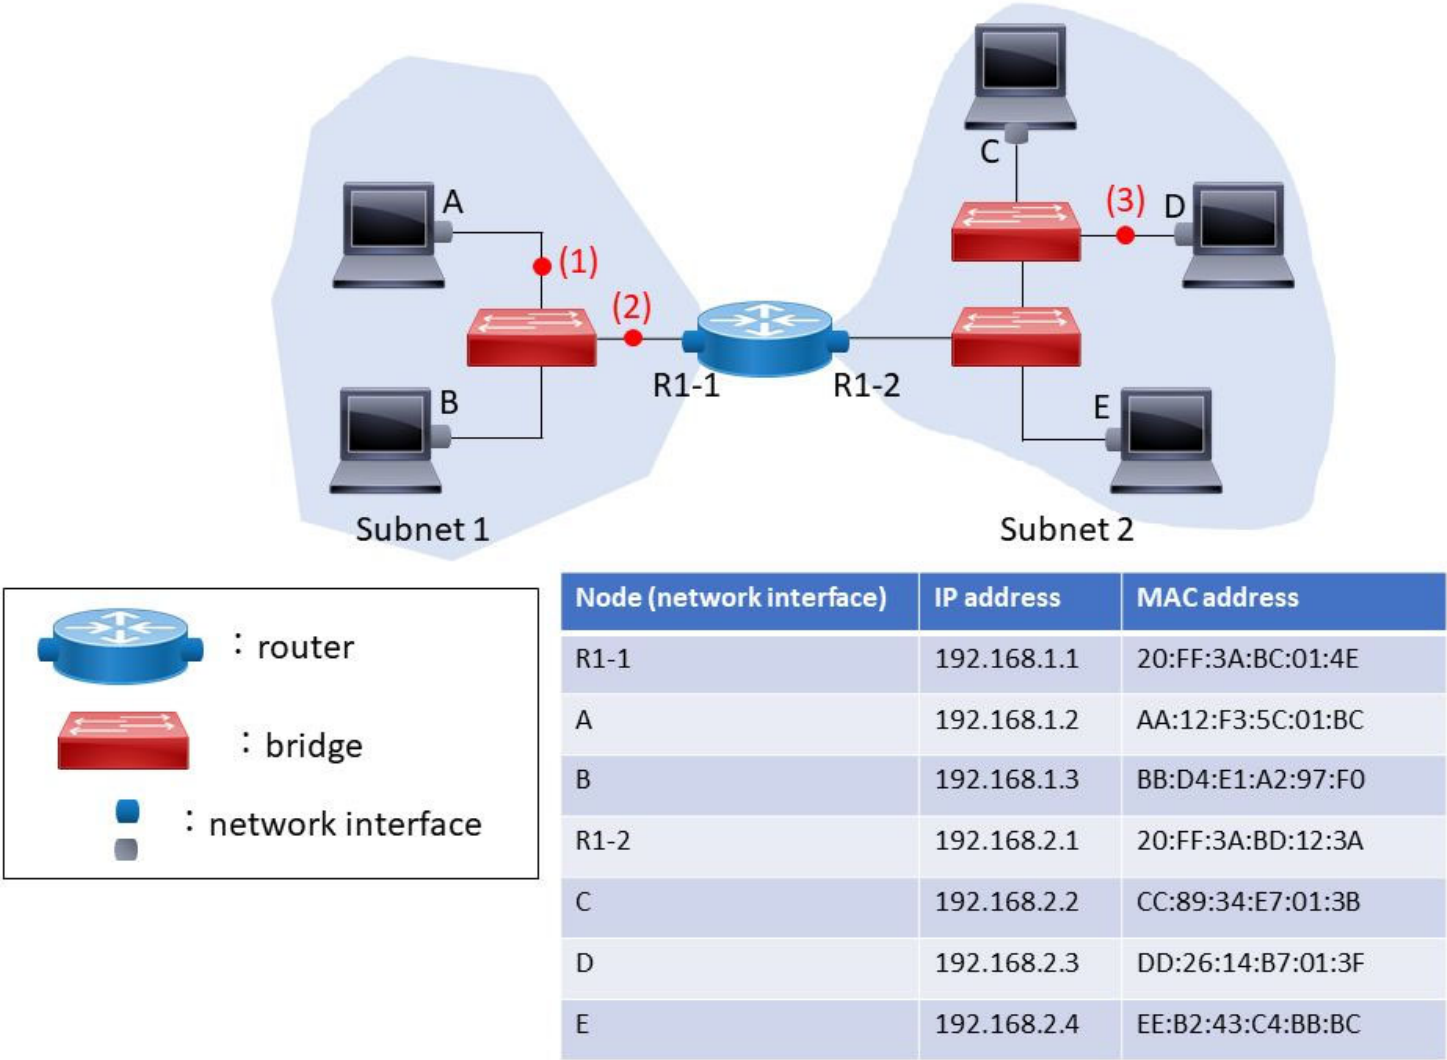 C
A
(3)
D
(1)
(2)
R1-1
R1-2
B
E
Subnet 1
Subnet 2
: router
: bridge
: network interface
Node (network interface) IP address MAC address
R1-1 192.168.1.1 20:FF:3A:BC:01:4E
A 192.168.1.2 AA:12:F3:5C:01:BC
B 192.168.1.3 BB:D4:E1:A2:97:F0
R1-2 192.168.2.1 20:FF:3A:BD:12:3A
C 192.168.2.2 CC:89:34:E7:01:3B
D 192.168.2.3 DD:26:14:B7:01:3F
E 192.168.2.4 EE:B2:43:C4:BB:BC